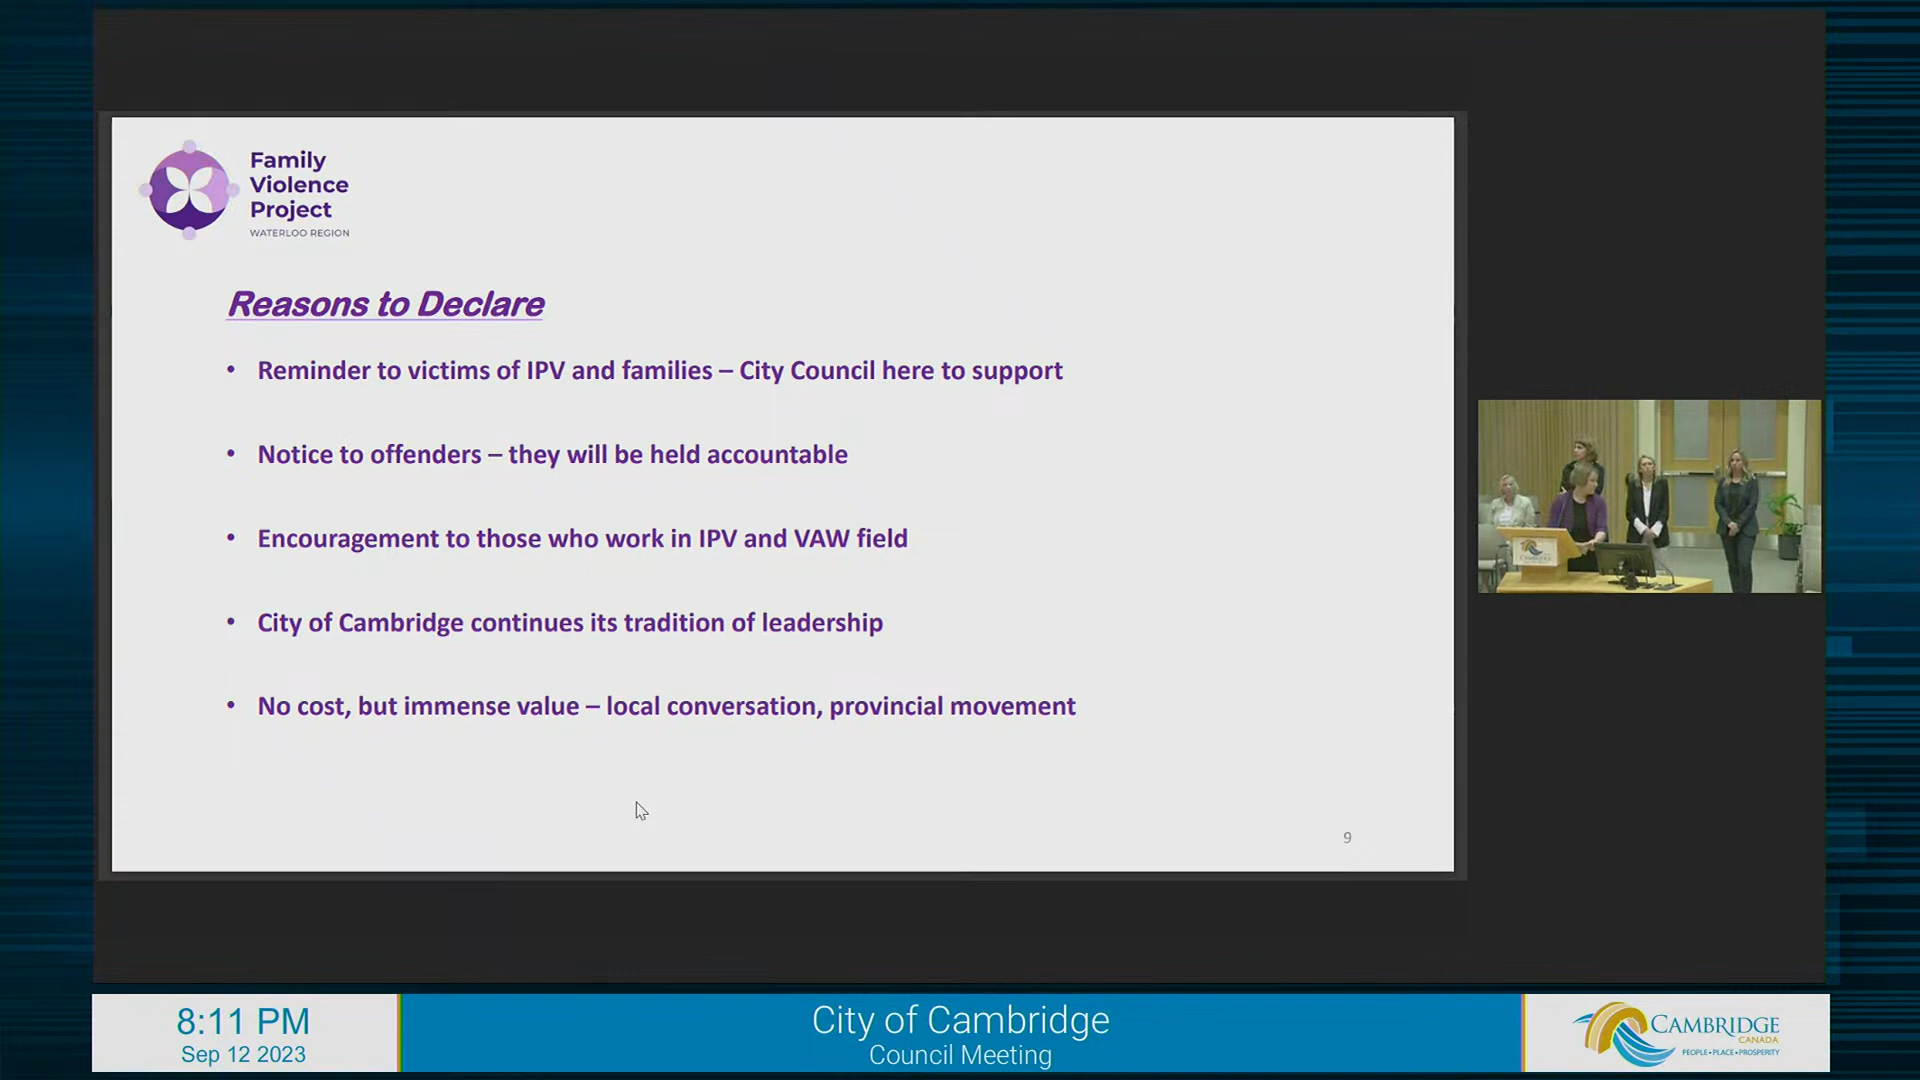 Family
Violence
Project
WATERLOO REGION
Reasons to Declare
• Reminder to victims of IPV and families – City Council here to support
• Notice to offenders – they will be held accountable
• Encouragement to those who work in IPV and VAW field
• City of Cambridge continues its tradition of leadership
• No cost, but immense value – local conversation, provincial movement
9
8:11 PM
Sep 12 2023
City of Cambridge
Council Meeting
CAMBRIDGE
CANADA
PEOPLE•PLACE•PROSPERITY